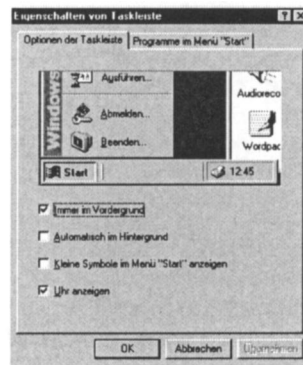 Eigenschaften von Taskleiste
Optionen der Taskleiste
Programme im Menü "Start"
Windows
Ausführen...
Abmelden...
Beenden...
Audioreco
Wordpad
Start
12:45
Immer im Vordergrund
Automatisch im Hintergrund
Kleine Symbole im Menü "Start" anzeigen
Uhr anzeigen
OK
Abbrechen
Übernehmen